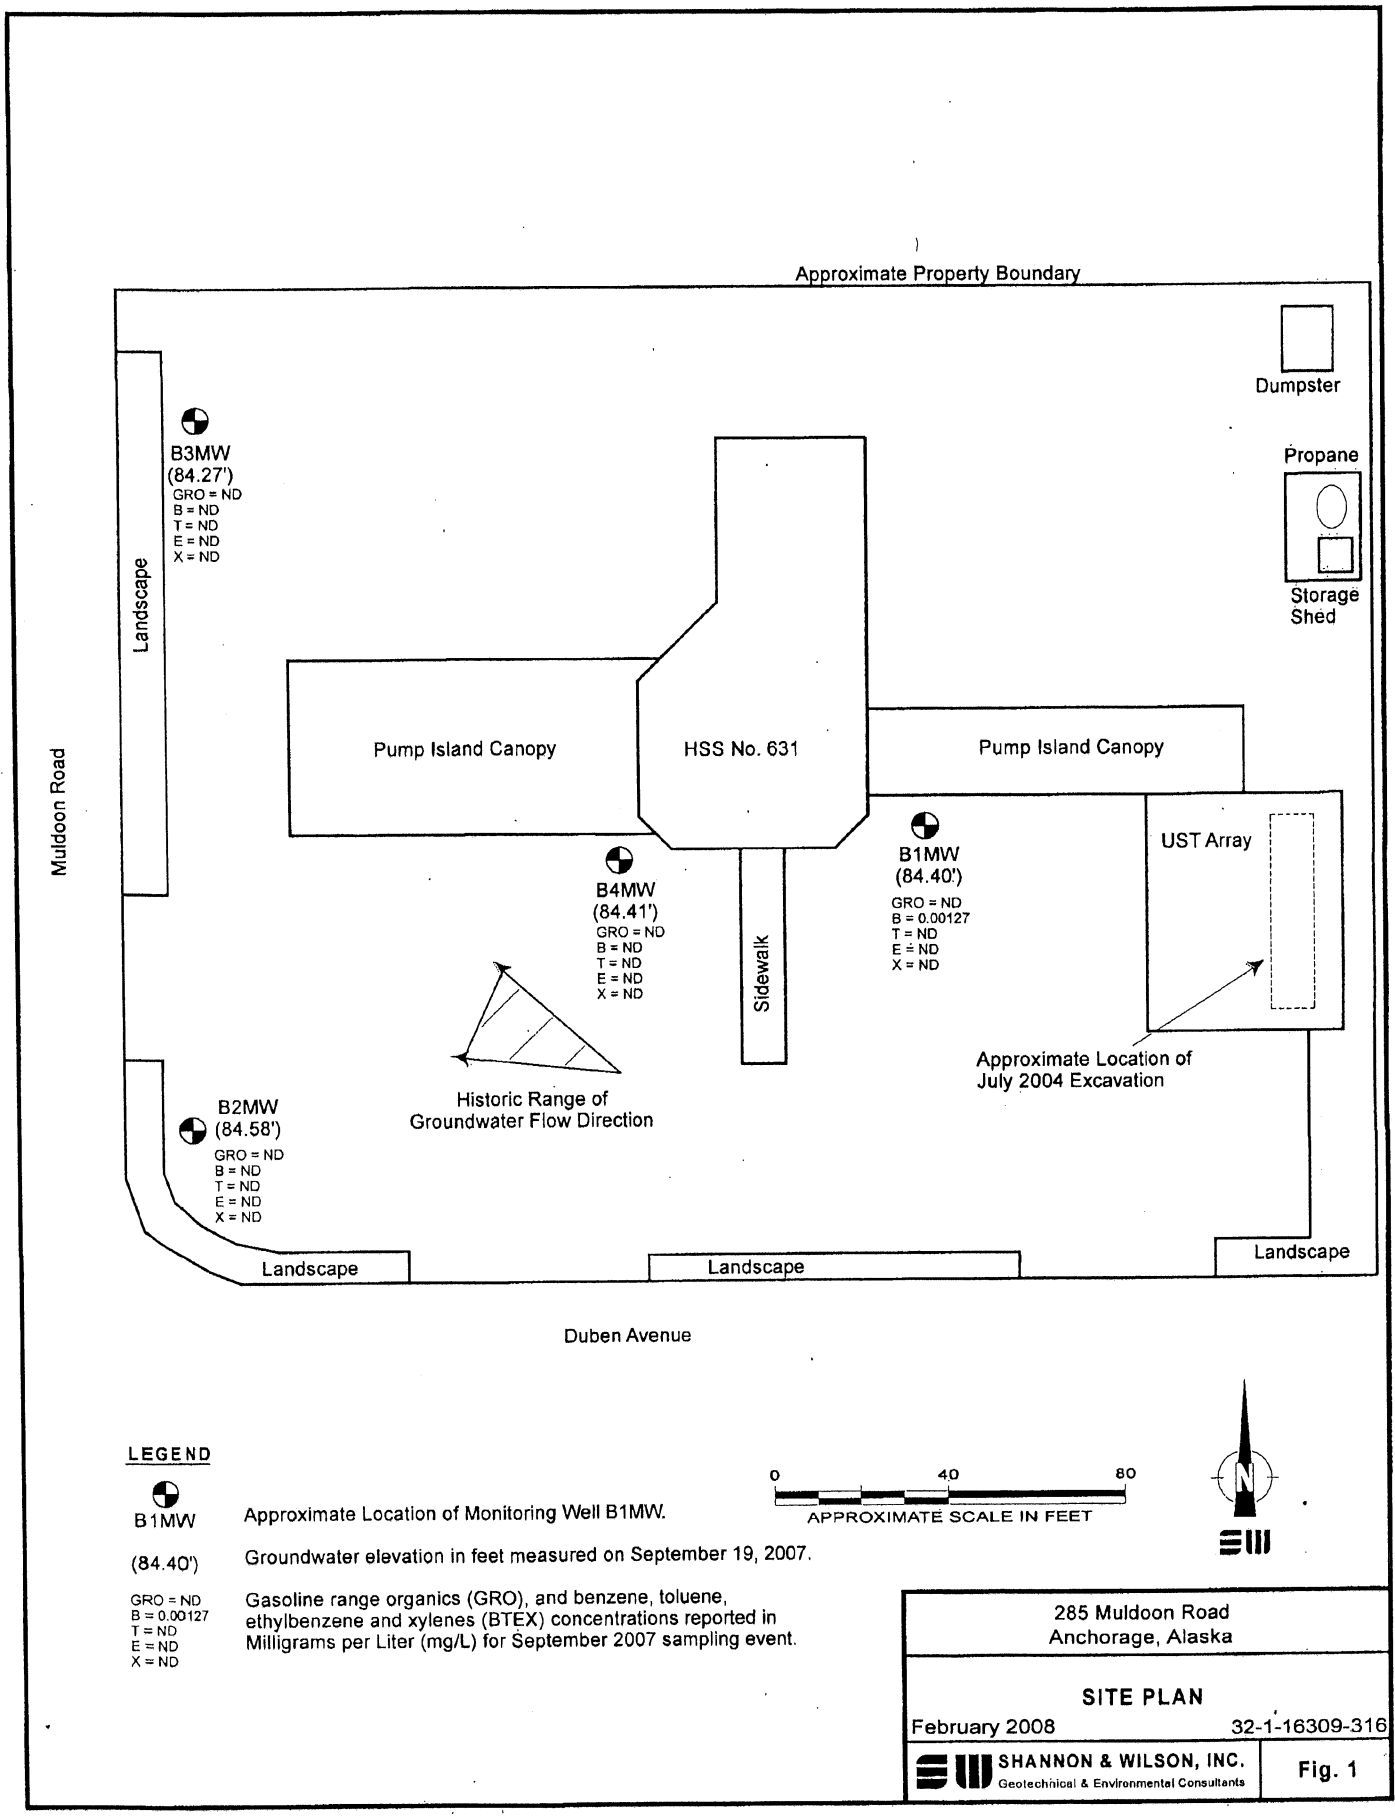 Approximate Property Boundary
Dumpster
B3MW
(84.27')
GRO = ND
B = ND
T = ND
E = ND
X = ND
Propane
Storage
Shed
Landscape
Pump Island Canopy
HSS No. 631
Pump Island Canopy
Muldoon Road
UST Array
B1MW
(84.40')
GRO = ND
B = 0.00127
T = ND
E = ND
X = ND
B4MW
(84.41')
GRO = ND
B = ND
T = ND
E = ND
X = ND
Sidewalk
Approximate Location of
July 2004 Excavation
Historic Range of
Groundwater Flow Direction
B2MW
(84.58')
GRO = ND
B = ND
T = ND
E = ND
X = ND
Landscape
Landscape
Landscape
Duben Avenue
LEGEND
B1MW
Approximate Location of Monitoring Well B1MW.
(84.40')
Groundwater elevation in feet measured on September 19, 2007.
GRO = ND
B = 0.00127
T = ND
E = ND
X = ND
Gasoline range organics (GRO), and benzene, toluene,
ethylbenzene and xylenes (BTEX) concentrations reported in
Milligrams per Liter (mg/L) for September 2007 sampling event.
0 40 80
APPROXIMATE SCALE IN FEET
N
SW
285 Muldoon Road
Anchorage, Alaska
SITE PLAN
February 2008 32-1-16309-316
SW SHANNON & WILSON, INC.
Geotechnical & Environmental Consultants
Fig. 1